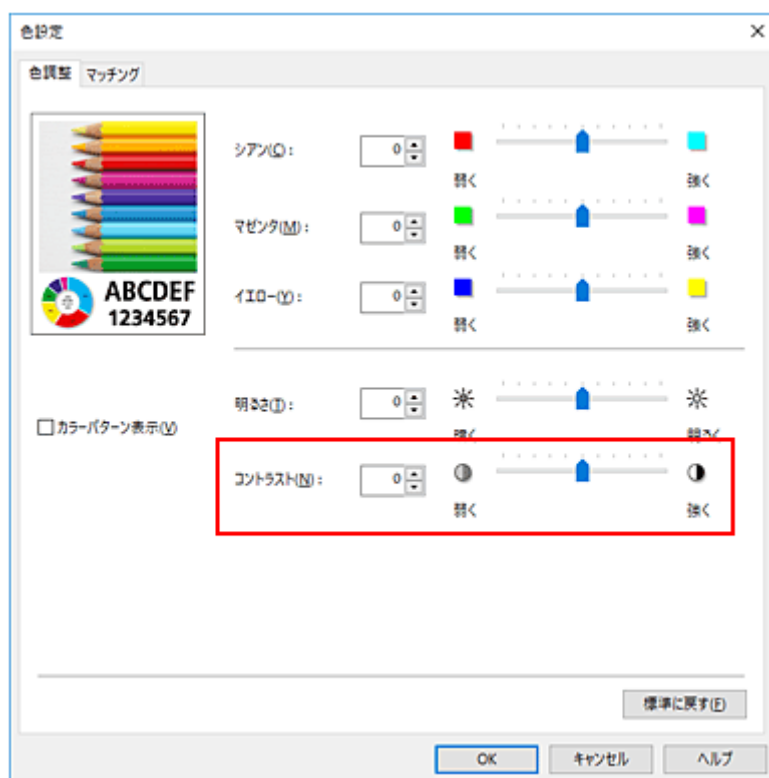 色設定
色調整 マッチング
シアン(C): 0 弱く 強く
マゼンタ(M): 0 弱く 強く
イエロー(Y): 0 弱く 強く
ABCDEF
1234567
明るさ(T): 0 暗く 明るく
カラーパターン表示(V)
コントラスト(N): 0 弱く 強く
標準に戻す(F)
OK キャンセル ヘルプ